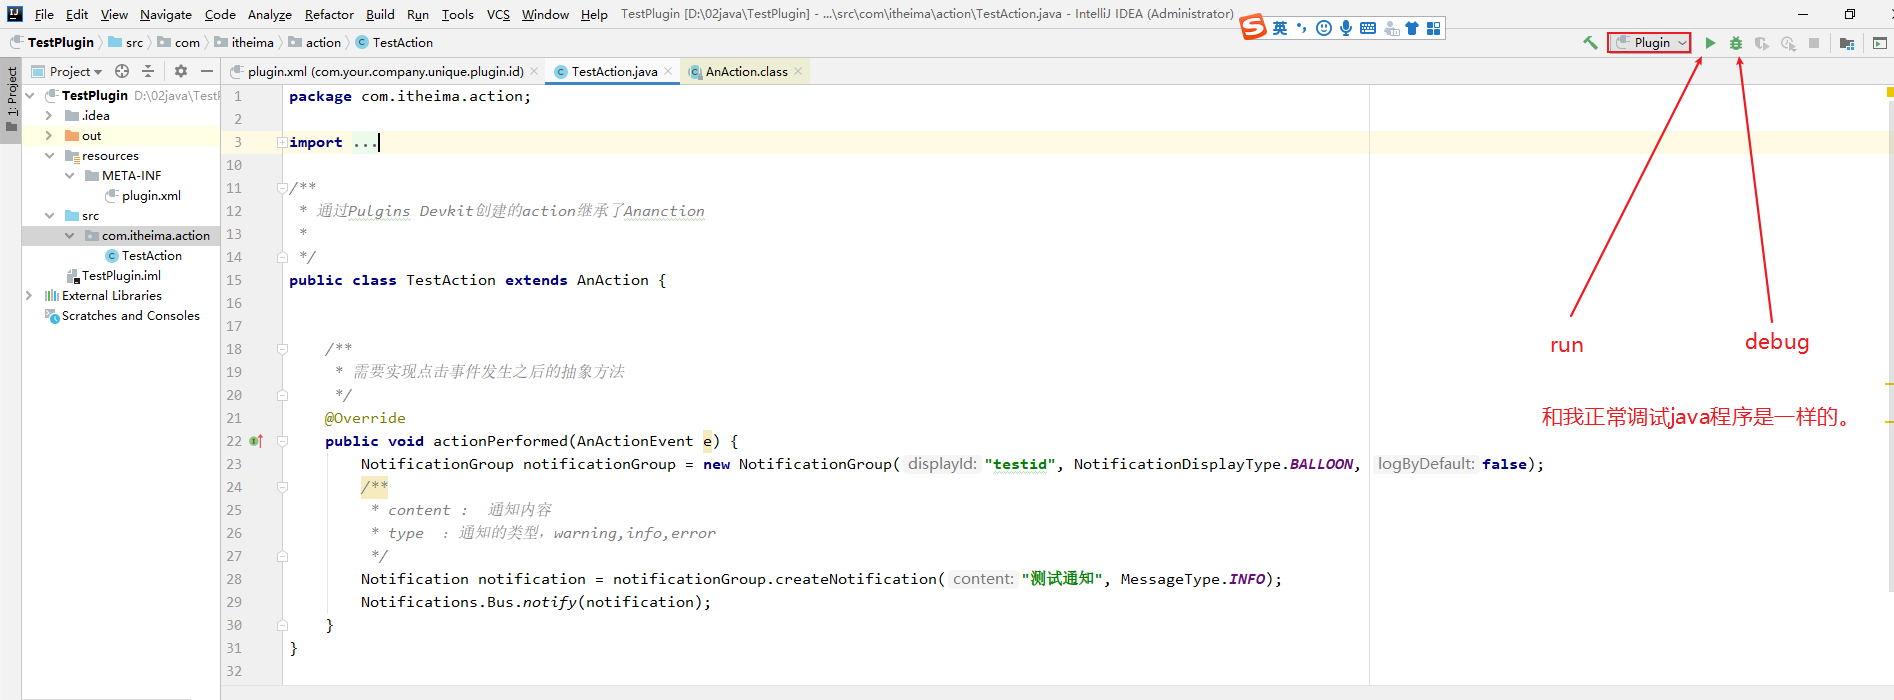 File Edit View Navigate Code Analyze Refactor Build Run Tools VCS Window Help TestPlugin [D:\02java\TestPlugin] - ...\src\com\itheima\action\TestAction.java - IntelliJ IDEA (Administrator)
英
TestPlugin src com itheima action TestAction
Plugin
1: Project
Project
plugin.xml (com.your.company.unique.plugin.id) TestAction.java AnAction.class
TestPlugin D:\02java\TestF
.idea
out
resources
META-INF
plugin.xml
src
com.itheima.action
TestAction
TestPlugin.iml
External Libraries
Scratches and Consoles
1 package com.itheima.action;
2
3 import ...
10
11 /**
12 * 通过Pulgins Devkit创建的action继承了Ananction
13 *
14 */
15 public class TestAction extends AnAction {
16
17
18 /**
19 * 需要实现点击事件发生之后的抽象方法
20 */
21 @Override
22 public void actionPerformed(AnActionEvent e) {
23 NotificationGroup notificationGroup = new NotificationGroup( displayId: "testid", NotificationDisplayType.BALLOON, logByDefault: false);
24 /**
25 * content : 通知内容
26 * type : 通知的类型，warning,info,error
27 */
28 Notification notification = notificationGroup.createNotification( content: "测试通知", MessageType.INFO);
29 Notifications.Bus.notify(notification);
30 }
31 }
32
run
debug
和我正常调试java程序是一样的。